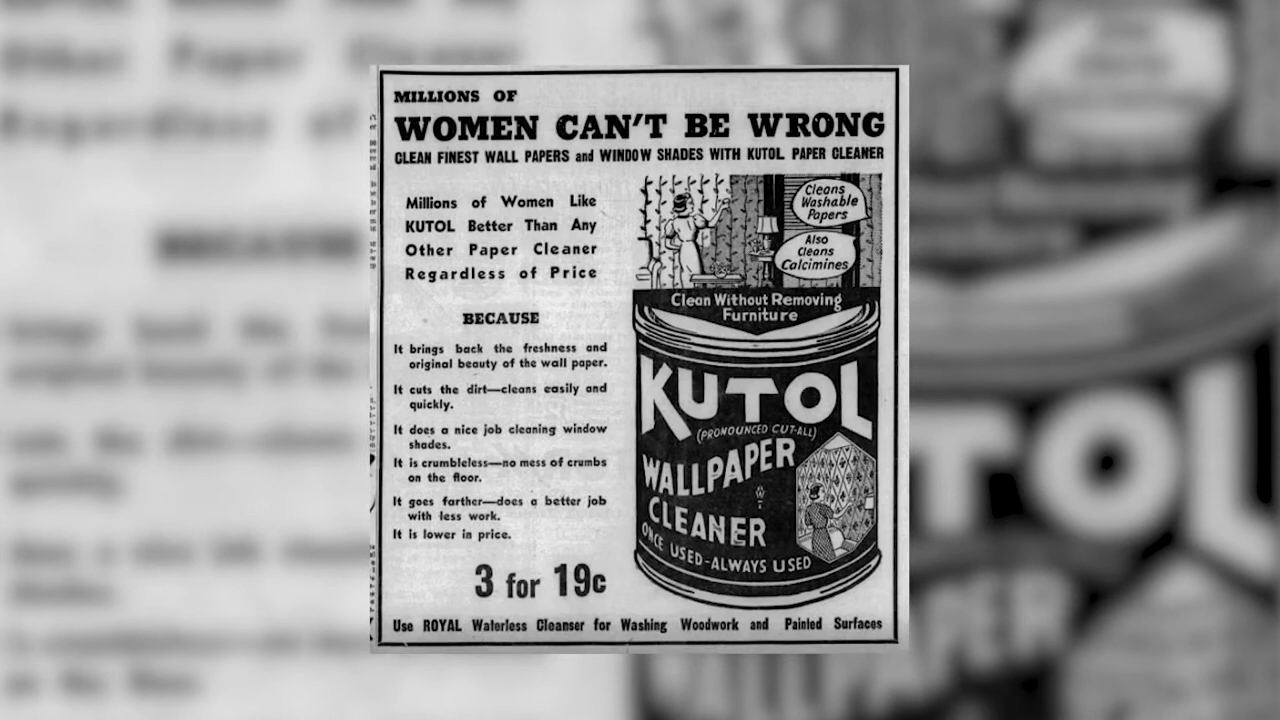 MILLIONS OF
WOMEN CAN'T BE WRONG
CLEAN FINEST WALL PAPERS and WINDOW SHADES WITH KUTOL PAPER CLEANER
Millions of Women Like
KUTOL Better Than Any
Other Paper Cleaner
Regardless of Price
BECAUSE
It brings back the freshness and
original beauty of the wall paper.
It cuts the dirt—cleans easily and
quickly.
It does a nice job cleaning window
shades.
It is crumbleless—no mess of crumbs
on the floor.
It goes farther—does a better job
with less work.
It is lower in price.
3 for 19c
Cleans
Washable
Papers
Also
Cleans
Calcimines
Clean Without Removing
Furniture
KUTOL
(PRONOUNCED CUT-ALL)
WALLPAPER
CLEANER
ONCE USED-ALWAYS USED
Use ROYAL Waterless Cleanser for Washing Woodwork and Painted Surfaces